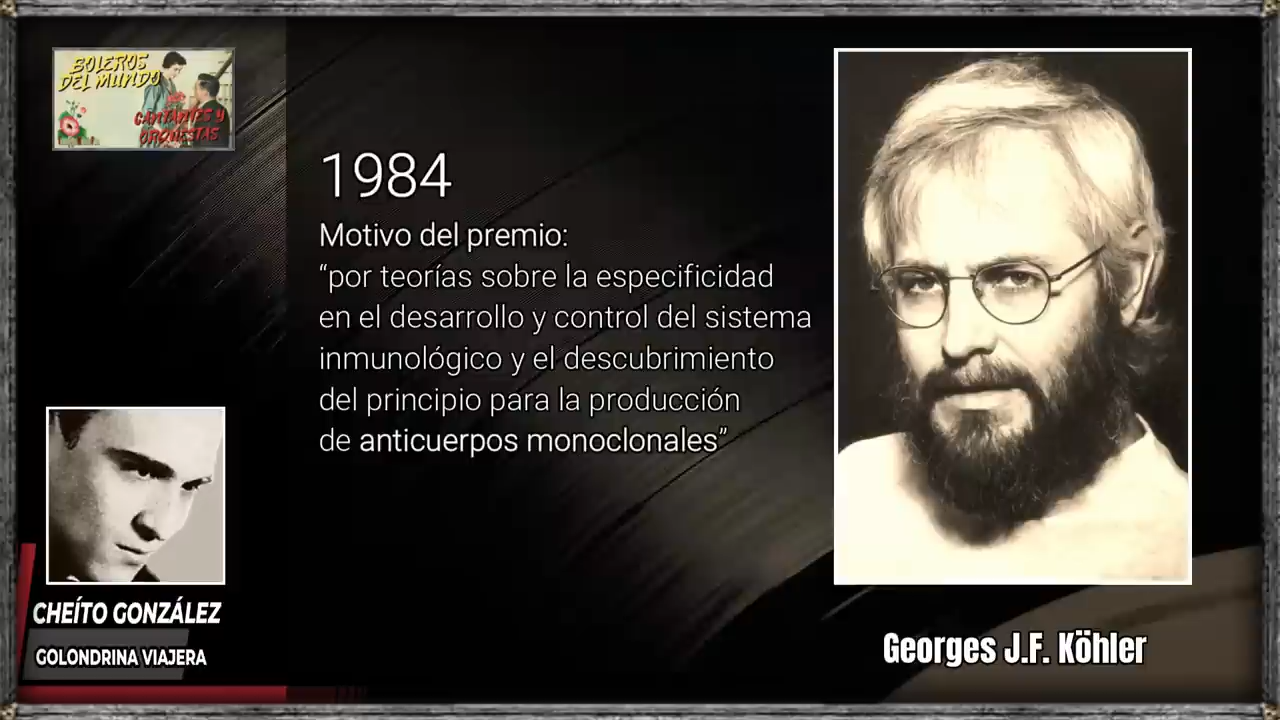 BOLEROS
DEL MUNDO
CANTANTES Y
ORQUESTAS
1984
Motivo del premio:
“por teorías sobre la especificidad
en el desarrollo y control del sistema
inmunológico y el descubrimiento
del principio para la producción
de anticuerpos monoclonales”
CHEÍTO GONZÁLEZ
GOLONDRINA VIAJERA
Georges J.F. Köhler